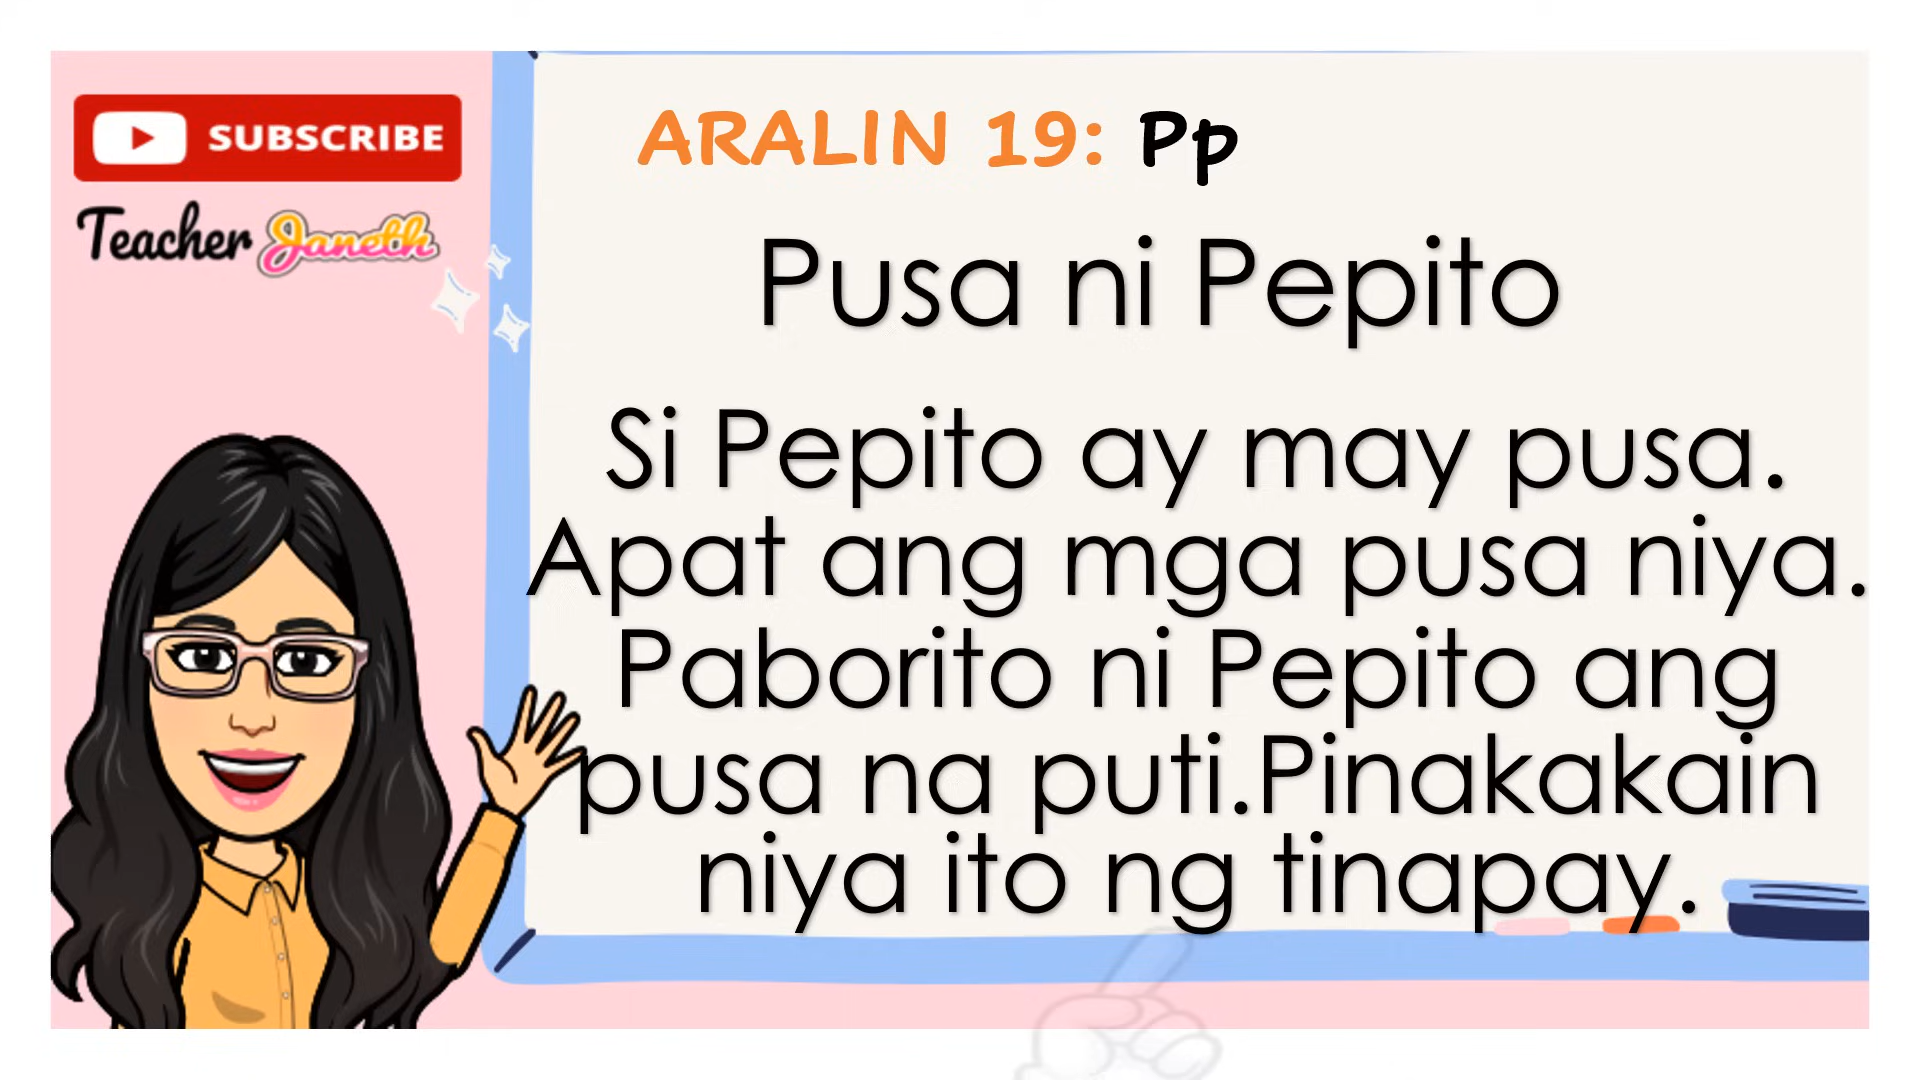 SUBSCRIBE
Teacher Janeth
ARALIN 19: Pp
Pusa ni Pepito
Si Pepito ay may pusa.
Apat ang mga pusa niya.
Paborito ni Pepito ang
pusa na puti.Pinakakain
niya ito ng tinapay.